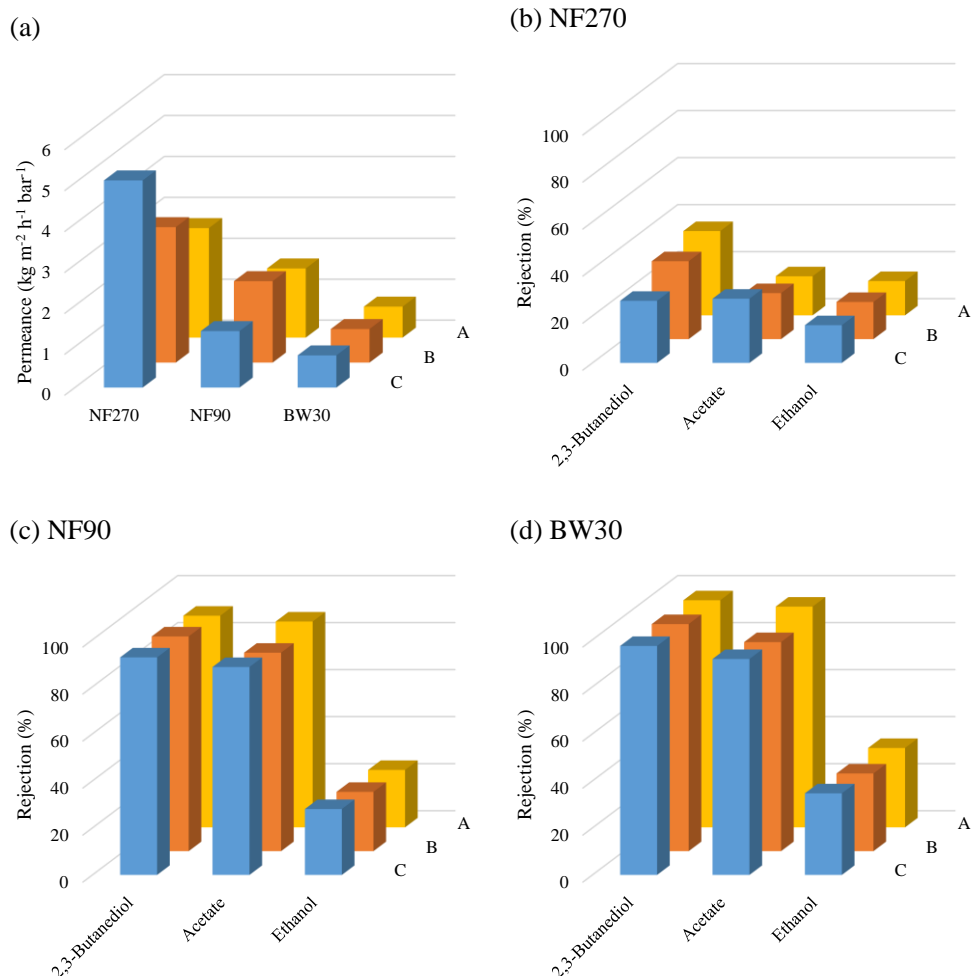 (a)
Permeance (kg m⁻² h⁻¹ bar⁻¹)
6
5
4
3
2
1
0
NF270
NF90
BW30
A
B
C
(b) NF270
Rejection (%)
100
80
60
40
20
0
2,3-Butanediol
Acetate
Ethanol
A
B
C
(c) NF90
Rejection (%)
100
80
60
40
20
0
2,3-Butanediol
Acetate
Ethanol
A
B
C
(d) BW30
Rejection (%)
100
80
60
40
20
0
2,3-Butanediol
Acetate
Ethanol
A
B
C